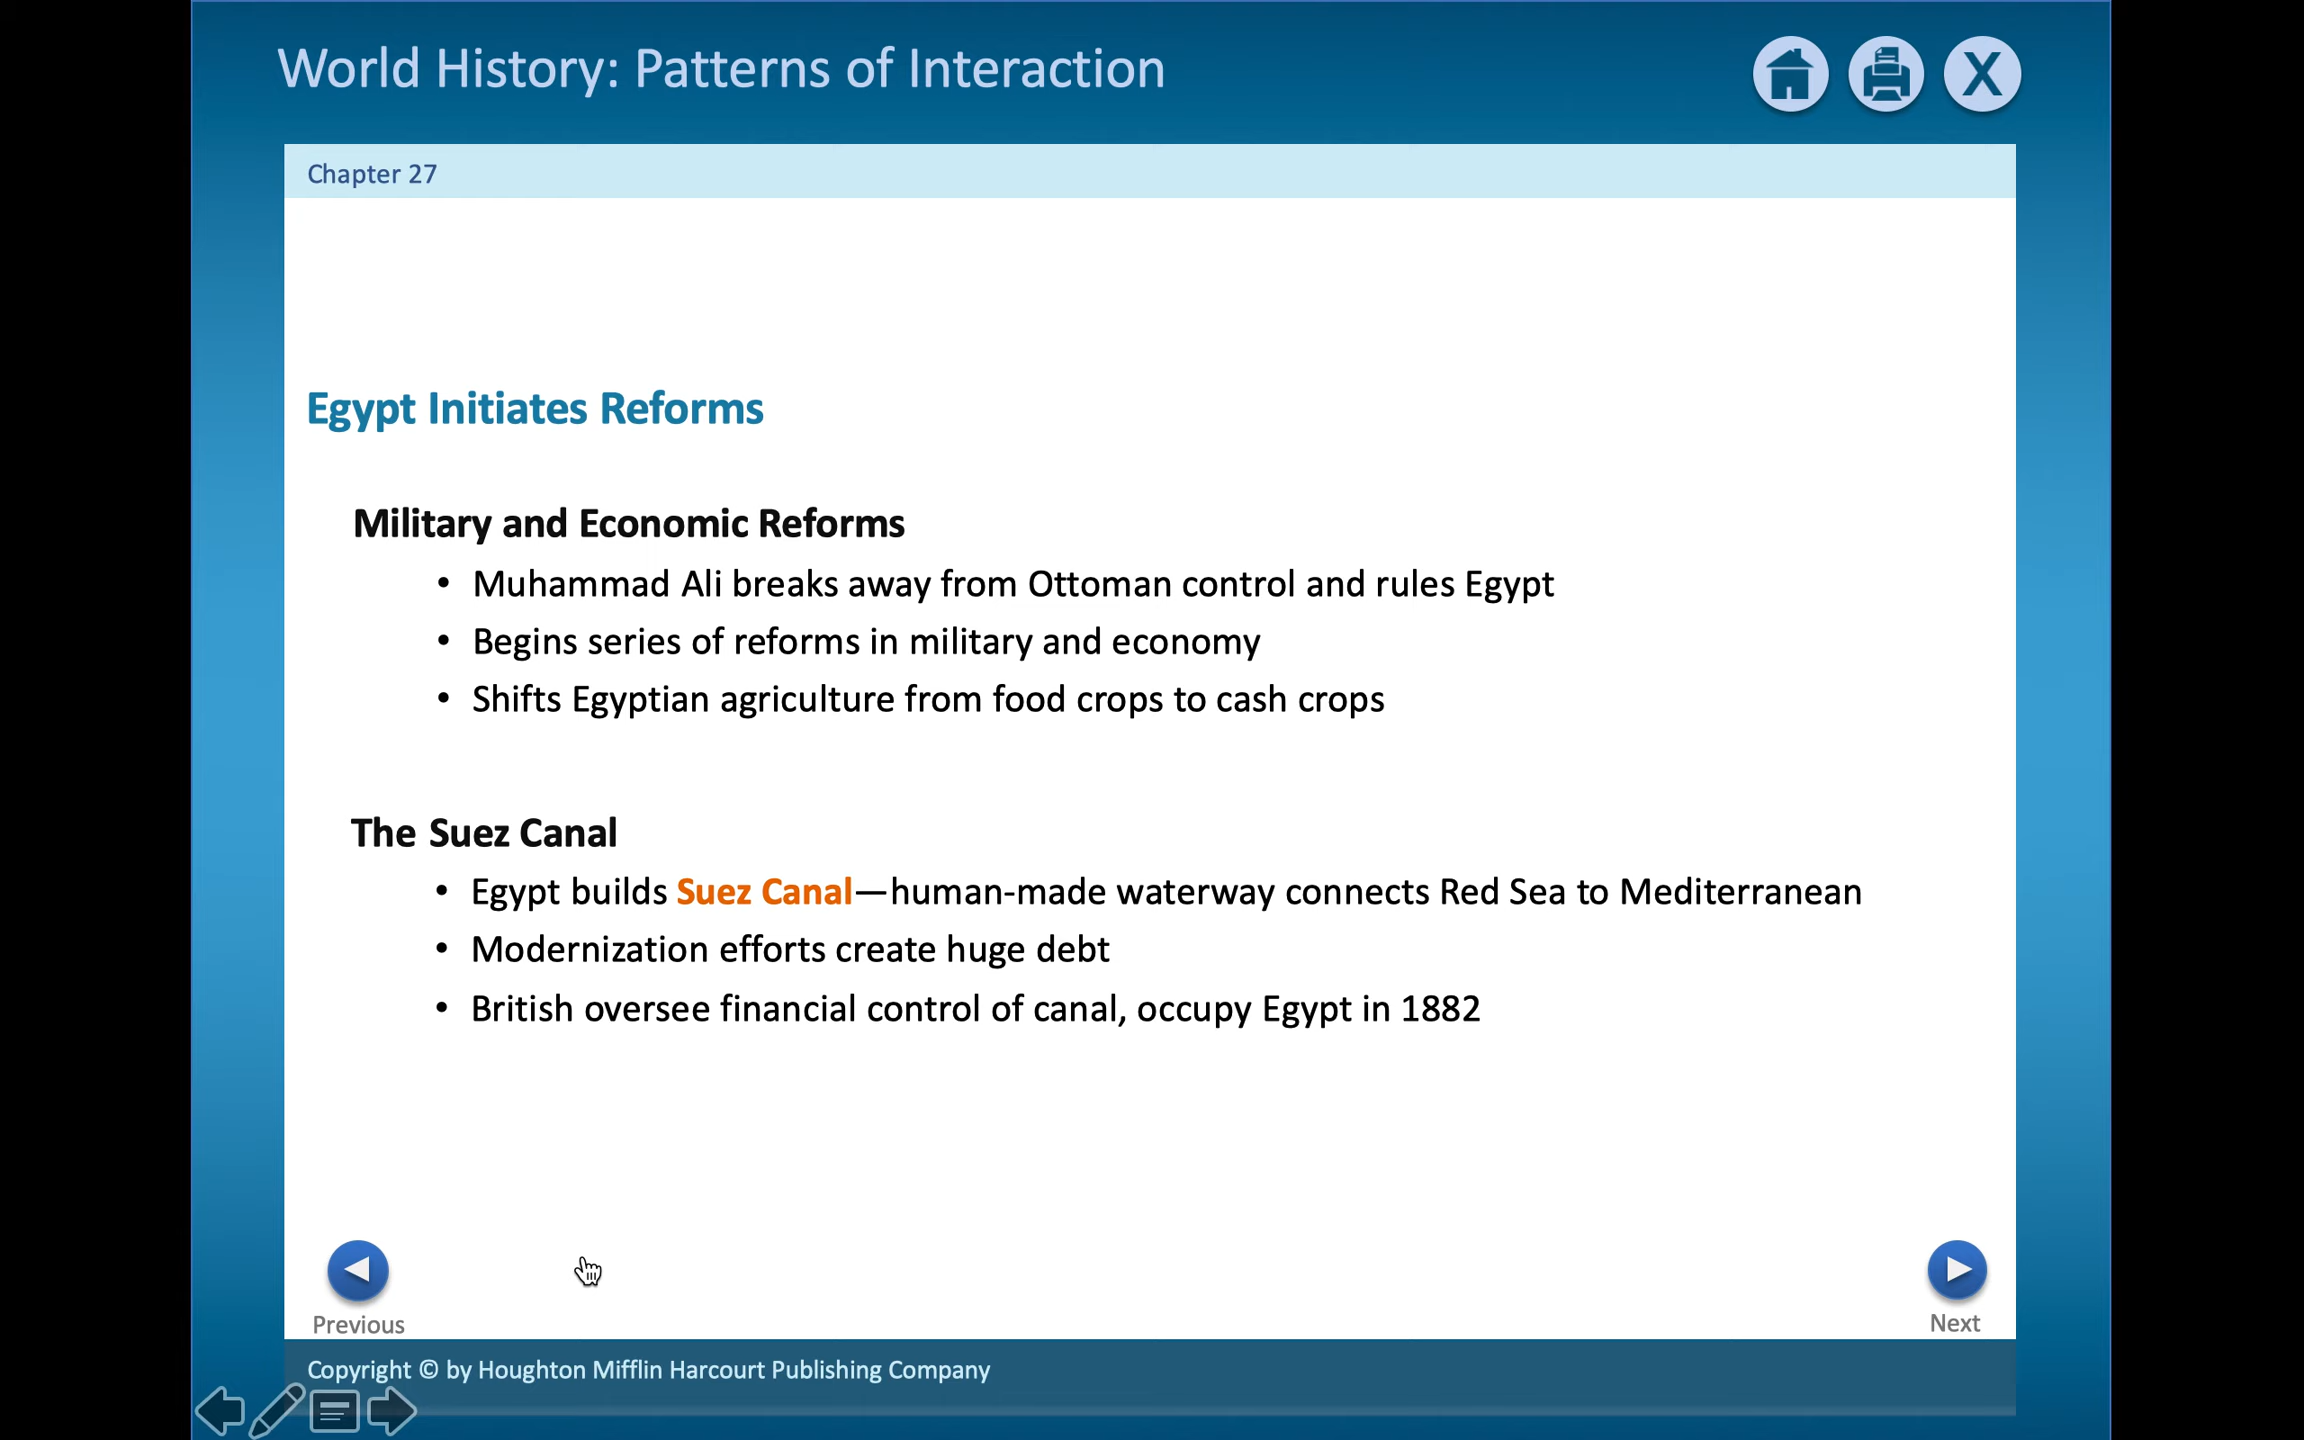 World History: Patterns of Interaction
X
Chapter 27
Egypt Initiates Reforms
Military and Economic Reforms
• Muhammad Ali breaks away from Ottoman control and rules Egypt
• Begins series of reforms in military and economy
• Shifts Egyptian agriculture from food crops to cash crops
The Suez Canal
• Egypt builds Suez Canal—human-made waterway connects Red Sea to Mediterranean
• Modernization efforts create huge debt
• British oversee financial control of canal, occupy Egypt in 1882
Previous
Next
Copyright © by Houghton Mifflin Harcourt Publishing Company